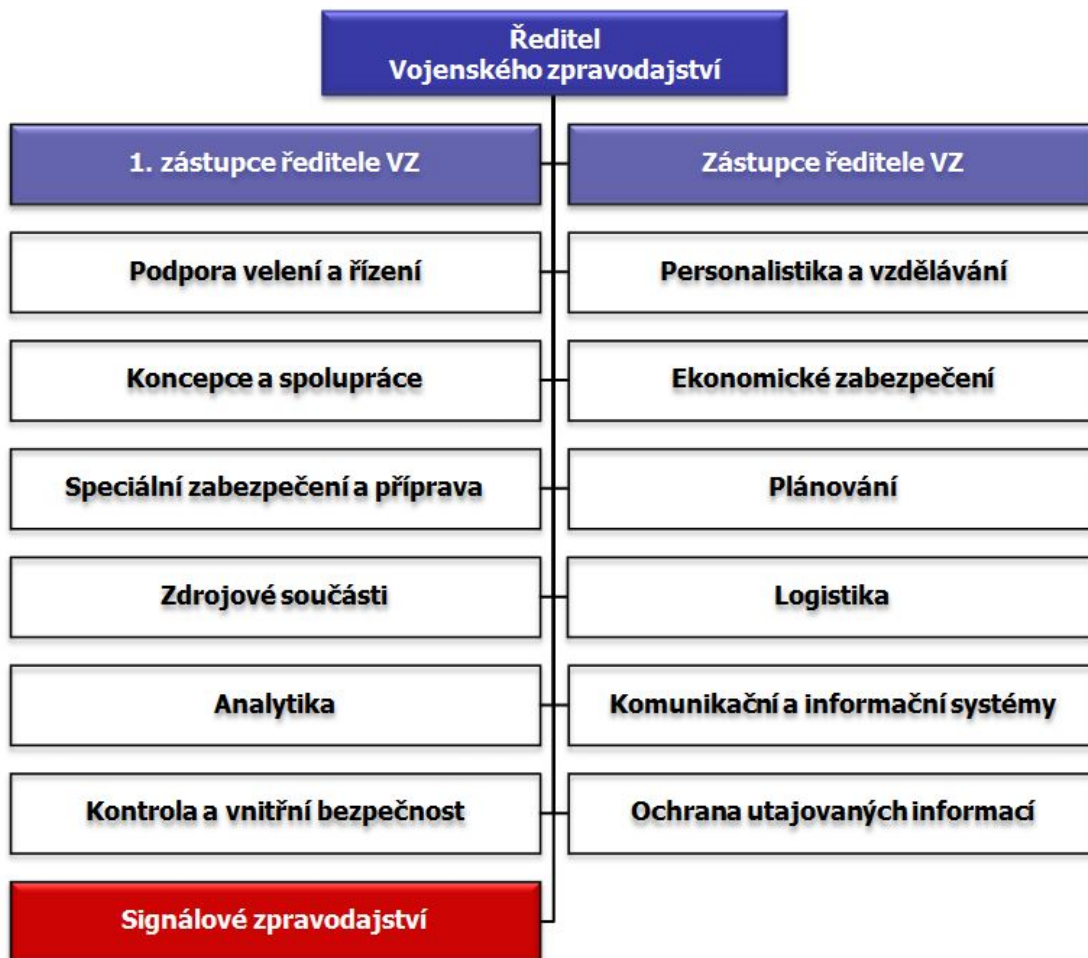 Ředitel
Vojenského zpravodajství
1. zástupce ředitele VZ
Zástupce ředitele VZ
Podpora velení a řízení
Personalistika a vzdělávání
Koncepce a spolupráce
Ekonomické zabezpečení
Speciální zabezpečení a příprava
Plánování
Zdrojové součásti
Logistika
Analytika
Komunikační a informační systémy
Kontrola a vnitřní bezpečnost
Ochrana utajovaných informací
Signálové zpravodajství